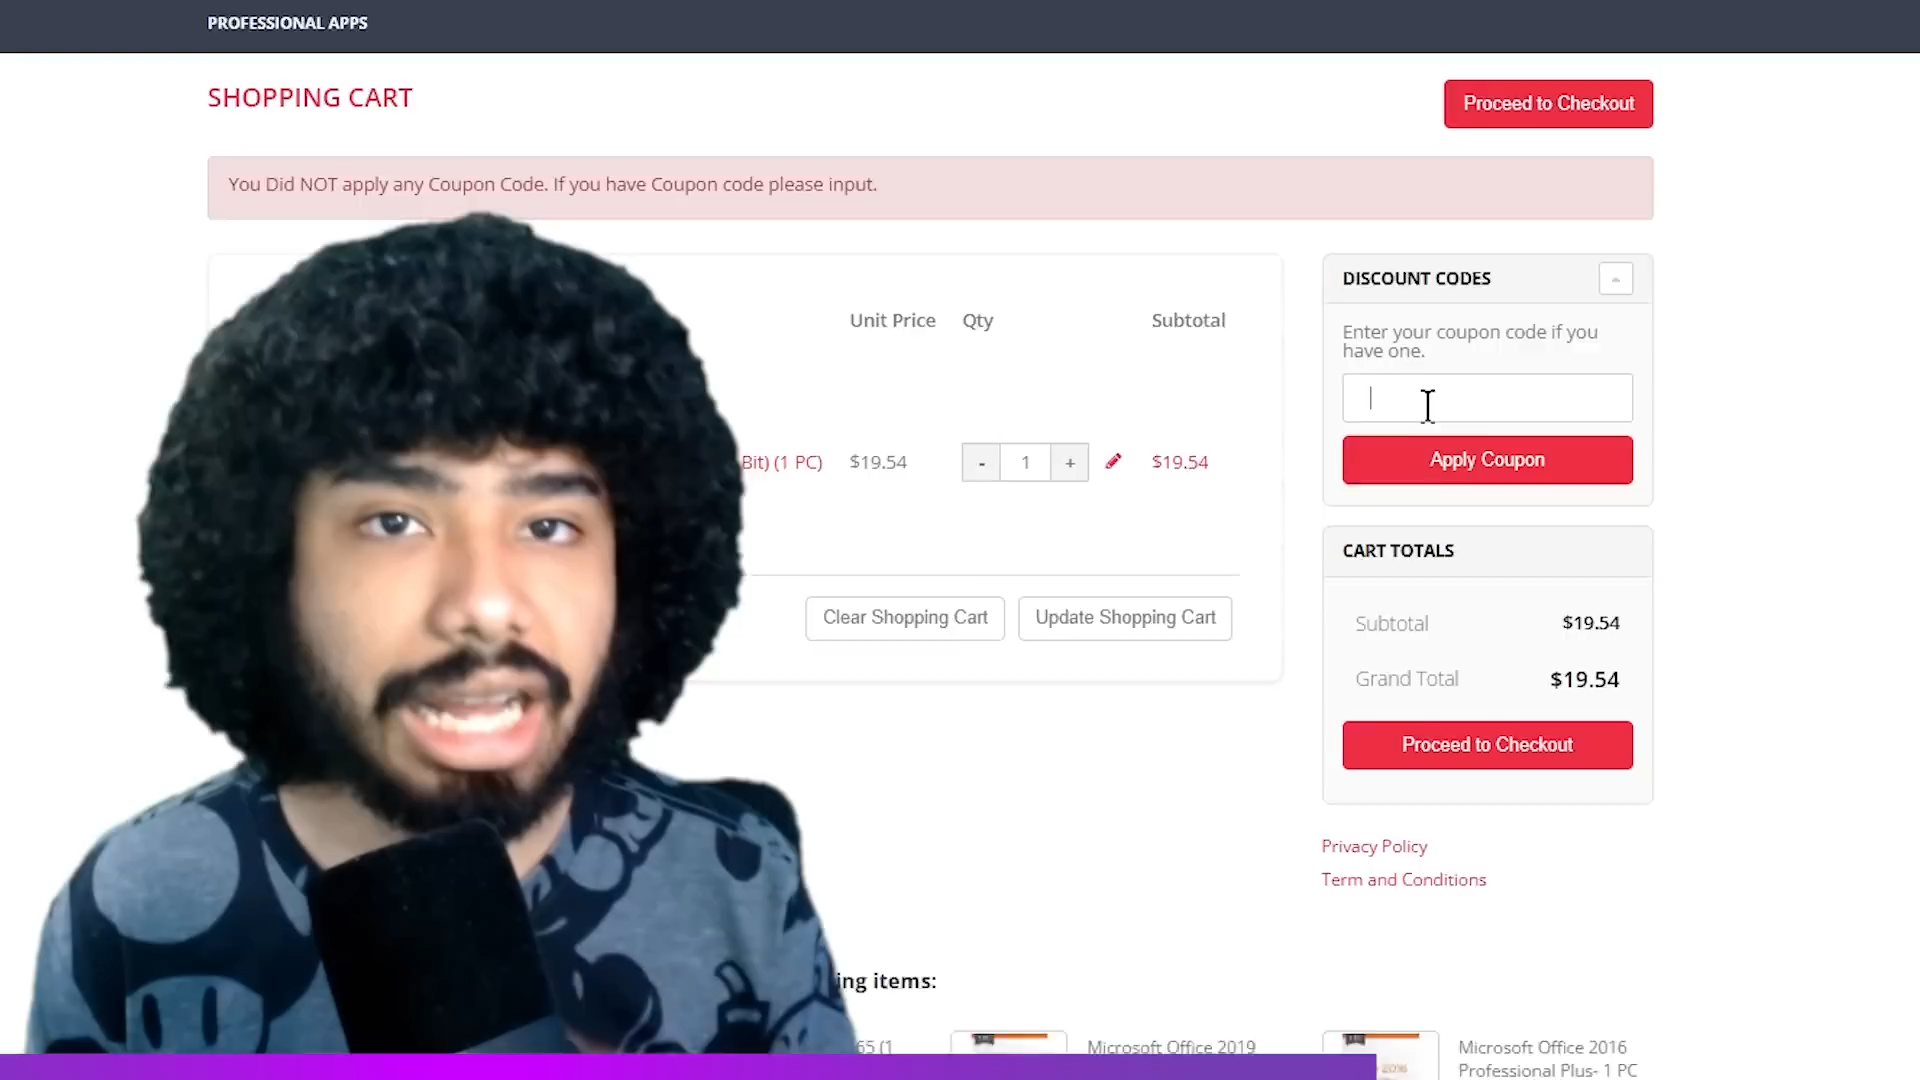 PROFESSIONAL APPS
SHOPPING CART
Proceed to Checkout
You Did NOT apply any Coupon Code. If you have Coupon code please input.
Unit Price Qty Subtotal
Bit) (1 PC) $19.54 - 1 + $19.54
Clear Shopping Cart Update Shopping Cart
DISCOUNT CODES
Enter your coupon code if you
have one.
Apply Coupon
CART TOTALS
Subtotal $19.54
Grand Total $19.54
Proceed to Checkout
Privacy Policy
Term and Conditions
items:
65 (1
Microsoft Office 2019
Microsoft Office 2016
Professional Plus- 1 PC